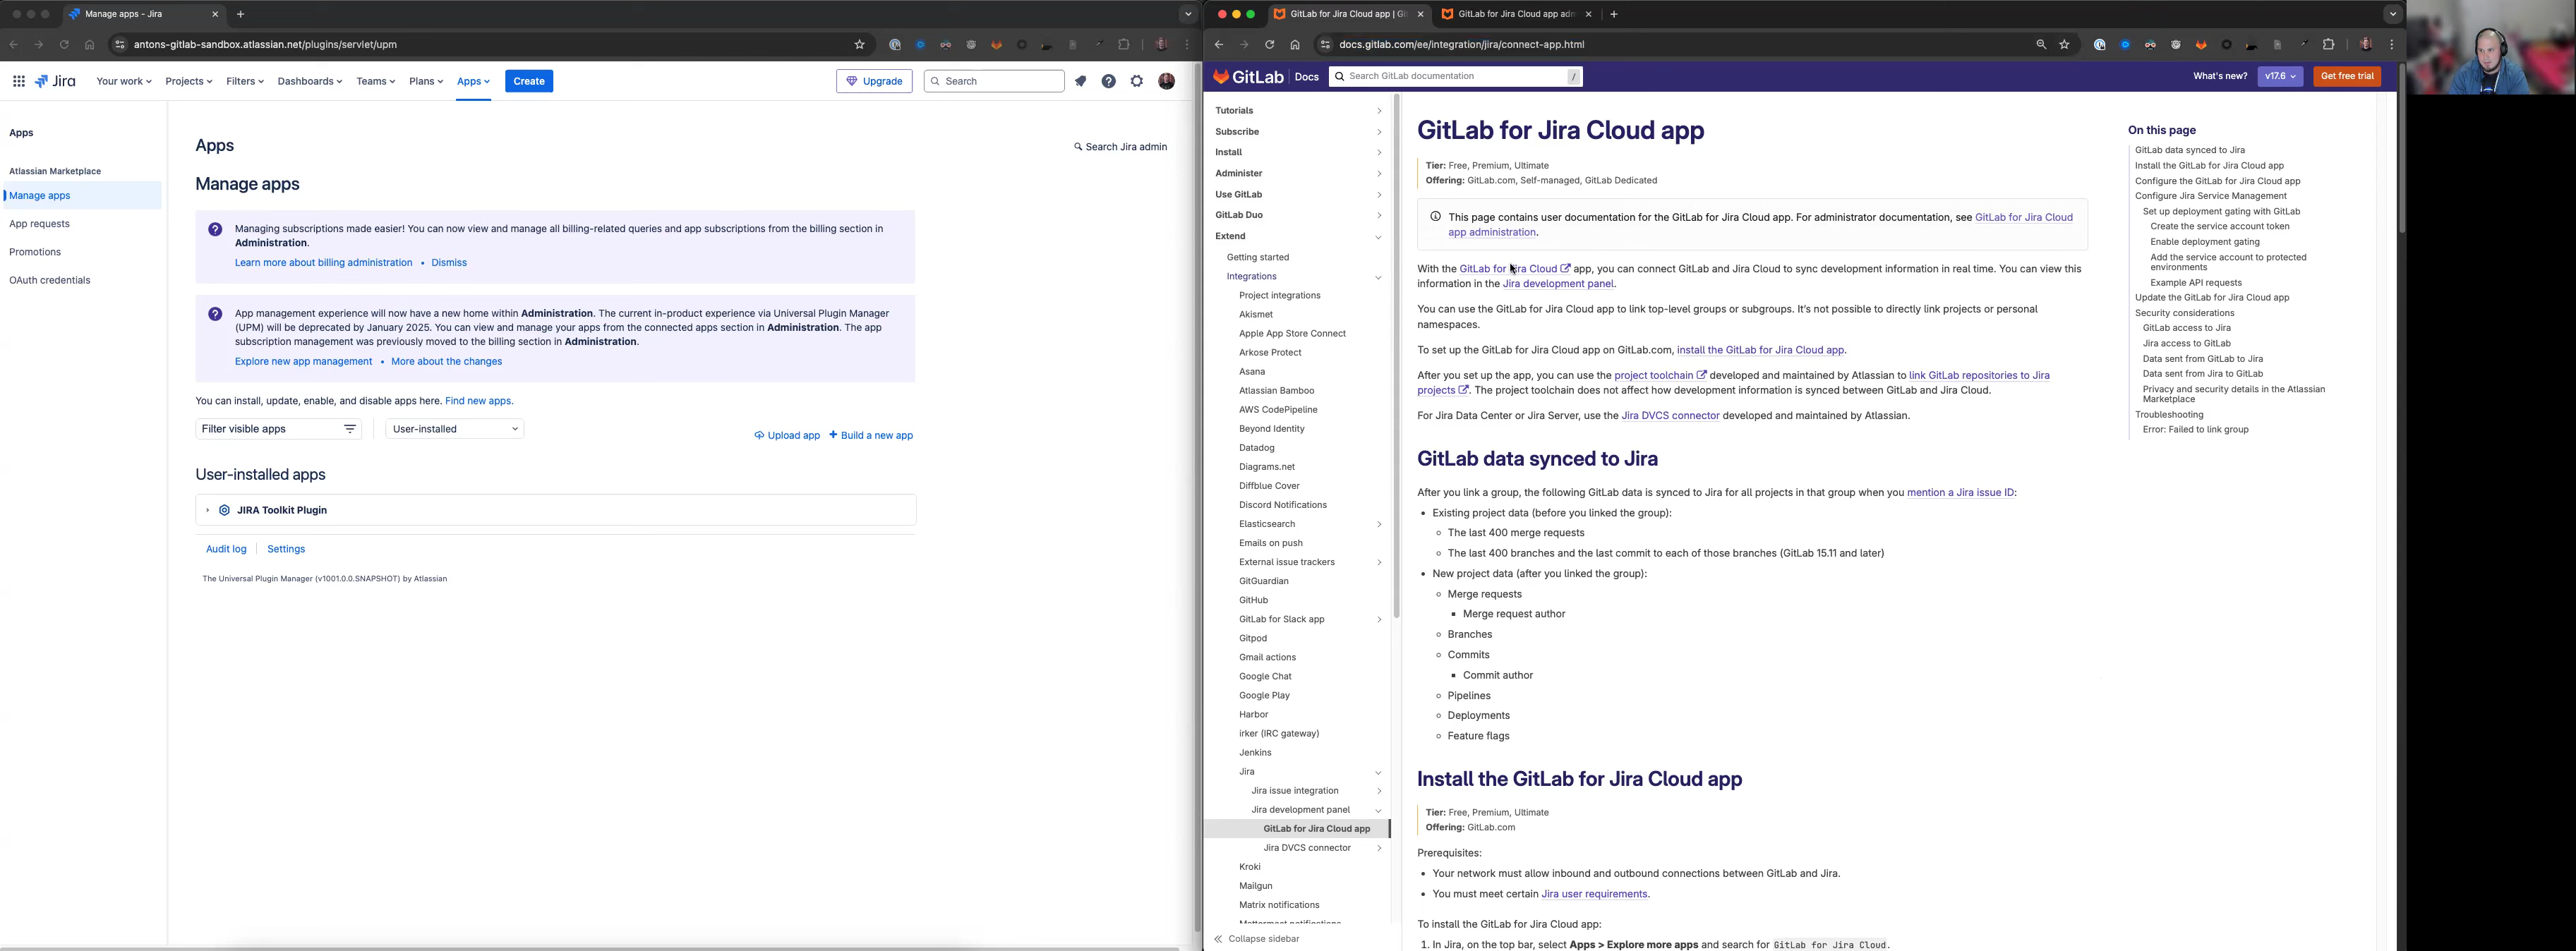 Manage apps - Jira
antons-gitlab-sandbox.atlassian.net/plugins/servlet/upm
Jira
Your work
Projects
Filters
Dashboards
Teams
Plans
Apps
Create
Upgrade
Search
Apps
Atlassian Marketplace
Manage apps
App requests
Promotions
OAuth credentials
Apps
Search Jira admin
Manage apps
Managing subscriptions made easier! You can now view and manage all billing-related queries and app subscriptions from the billing section in
Administration.
Learn more about billing administration • Dismiss
App management experience will now have a new home within Administration. The current in-product experience via Universal Plugin Manager
(UPM) will be deprecated by January 2025. You can view and manage your apps from the connected apps section in Administration. The app
subscription management was previously moved to the billing section in Administration.
Explore new app management • More about the changes
You can install, update, enable, and disable apps here. Find new apps.
Filter visible apps
User-installed
Upload app
Build a new app
User-installed apps
JIRA Toolkit Plugin
Audit log
Settings
The Universal Plugin Manager (v1001.0.0.SNAPSHOT) by Atlassian
GitLab for Jira Cloud app | Gi
GitLab for Jira Cloud app adm
docs.gitlab.com/ee/integration/jira/connect-app.html
GitLab Docs
Search GitLab documentation
/
What's new?
v17.6
Get free trial
Tutorials
Subscribe
Install
Administer
Use GitLab
GitLab Duo
Extend
Getting started
Integrations
Project integrations
Akismet
Apple App Store Connect
Arkose Protect
Asana
Atlassian Bamboo
AWS CodePipeline
Beyond Identity
Datadog
Diagrams.net
Diffblue Cover
Discord Notifications
Elasticsearch
Emails on push
External issue trackers
GitGuardian
GitHub
GitLab for Slack app
Gitpod
Gmail actions
Google Chat
Google Play
Harbor
irker (IRC gateway)
Jenkins
Jira
Jira issue integration
Jira development panel
GitLab for Jira Cloud app
Jira DVCS connector
Kroki
Mailgun
Matrix notifications
Mattermost notifications
Collapse sidebar
GitLab for Jira Cloud app
Tier: Free, Premium, Ultimate
Offering: GitLab.com, Self-managed, GitLab Dedicated
This page contains user documentation for the GitLab for Jira Cloud app. For administrator documentation, see GitLab for Jira Cloud
app administration.
With the GitLab for Jira Cloud app, you can connect GitLab and Jira Cloud to sync development information in real time. You can view this
information in the Jira development panel.
You can use the GitLab for Jira Cloud app to link top-level groups or subgroups. It's not possible to directly link projects or personal
namespaces.
To set up the GitLab for Jira Cloud app on GitLab.com, install the GitLab for Jira Cloud app.
After you set up the app, you can use the project toolchain developed and maintained by Atlassian to link GitLab repositories to Jira
projects. The project toolchain does not affect how development information is synced between GitLab and Jira Cloud.
For Jira Data Center or Jira Server, use the Jira DVCS connector developed and maintained by Atlassian.
GitLab data synced to Jira
After you link a group, the following GitLab data is synced to Jira for all projects in that group when you mention a Jira issue ID:
Existing project data (before you linked the group):
The last 400 merge requests
The last 400 branches and the last commit to each of those branches (GitLab 15.11 and later)
New project data (after you linked the group):
Merge requests
Merge request author
Branches
Commits
Commit author
Pipelines
Deployments
Feature flags
Install the GitLab for Jira Cloud app
Tier: Free, Premium, Ultimate
Offering: GitLab.com
Prerequisites:
Your network must allow inbound and outbound connections between GitLab and Jira.
You must meet certain Jira user requirements.
To install the GitLab for Jira Cloud app:
1. In Jira, on the top bar, select Apps > Explore more apps and search for GitLab for Jira Cloud.
On this page
GitLab data synced to Jira
Install the GitLab for Jira Cloud app
Configure the GitLab for Jira Cloud app
Configure Jira Service Management
Set up deployment gating with GitLab
Create the service account token
Enable deployment gating
Add the service account to protected
environments
Example API requests
Update the GitLab for Jira Cloud app
Security considerations
GitLab access to Jira
Jira access to GitLab
Data sent from GitLab to Jira
Data sent from Jira to GitLab
Privacy and security details in the Atlassian
Marketplace
Troubleshooting
Error: Failed to link group